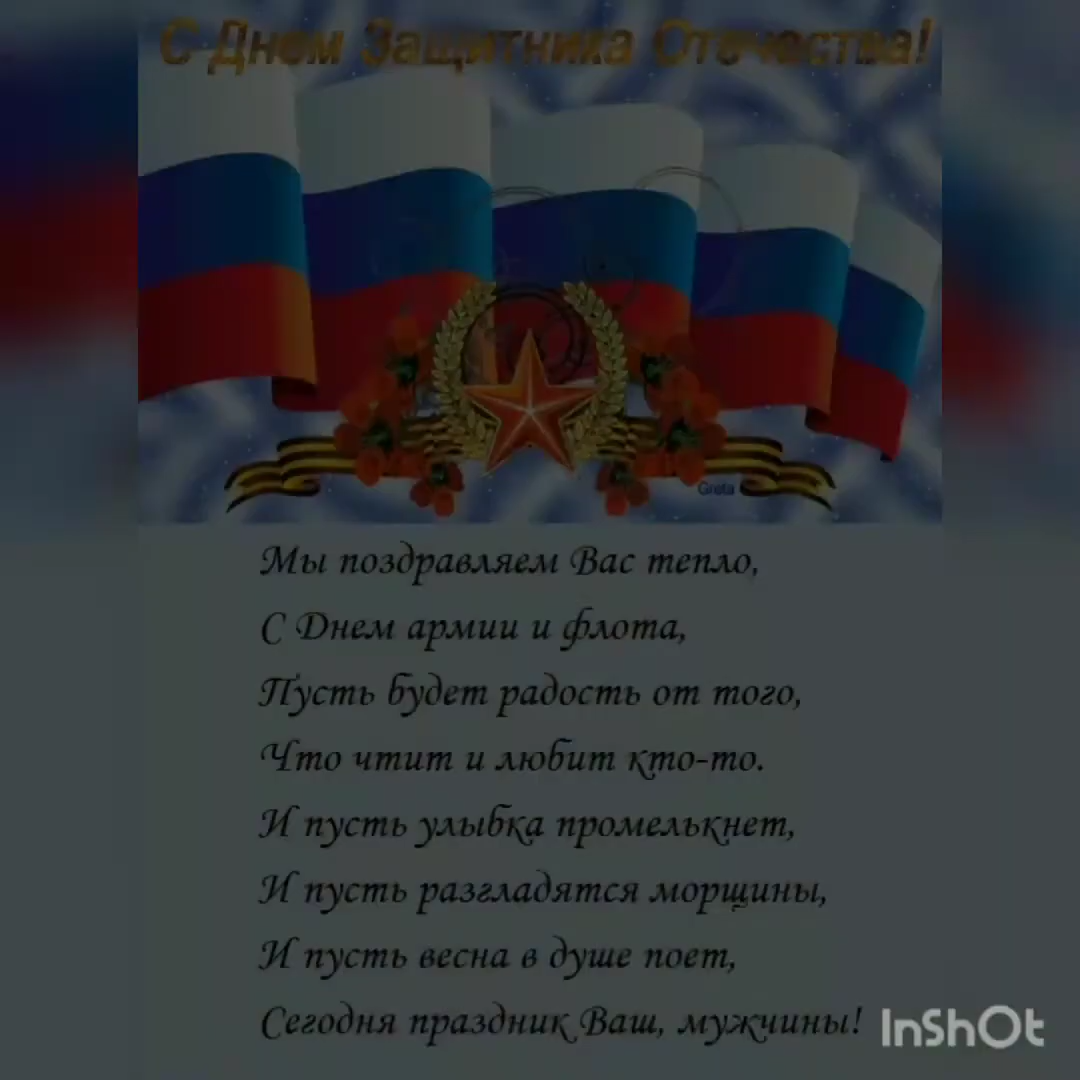 С Днем Защитника Отечества!
Greta
Мы поздравляем Вас тепло,
С Днем армии и флота,
Пусть будет радость от того,
Что чтит и любит кто-то.
И пусть улыбка промелькнет,
И пусть разгладятся морщины,
И пусть весна в душе поет,
Сегодня праздник Ваш, мужчины!
InShOt